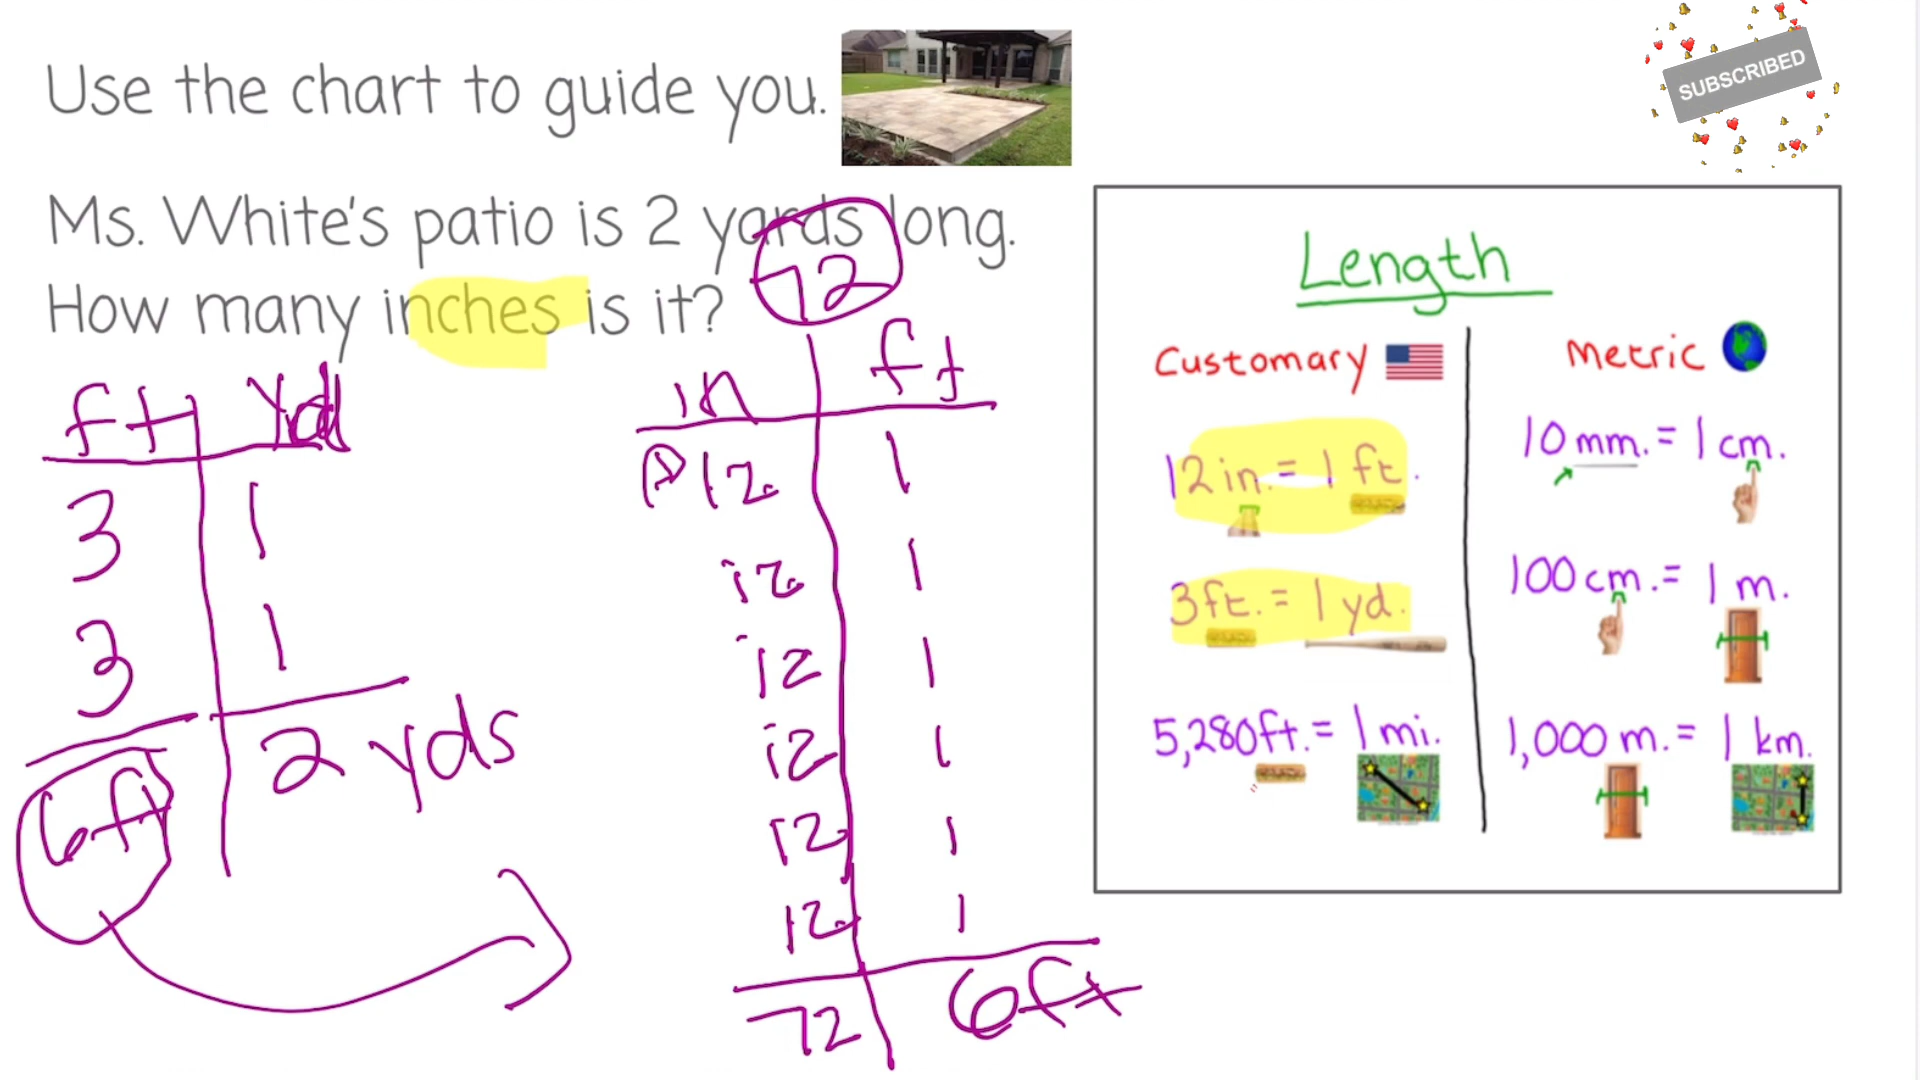 Use the chart to guide you.
SUBSCRIBED
Ms. White's patio is 2 yards long.
How many inches is it?
72
ft yd
3 1
3 1
6ft 2 yds
in ft
12 1
12 1
12 1
12 1
12 1
12 1
72 6ft
Length
Customary
12 in. = 1 ft.
3 ft. = 1 yd.
5,280 ft. = 1 mi.
Metric
10 mm. = 1 cm.
100 cm. = 1 m.
1,000 m. = 1 km.